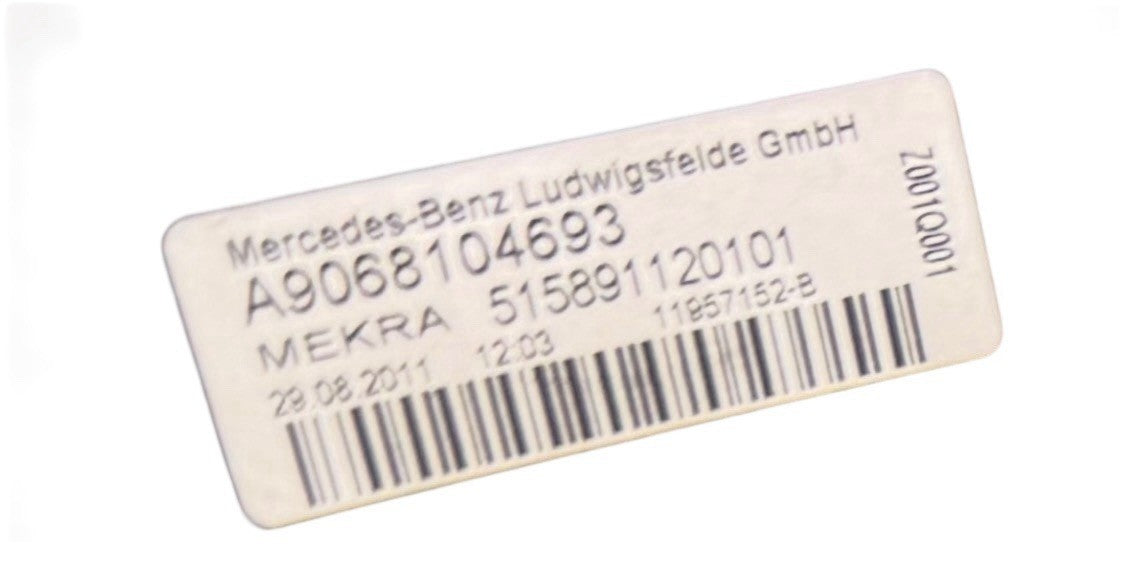 Mercedes-Benz Ludwigsfelde GmbH
A9068104693
MEKRA 515891120101
29.08.2011 12:03 11957152-B
Z001Q001